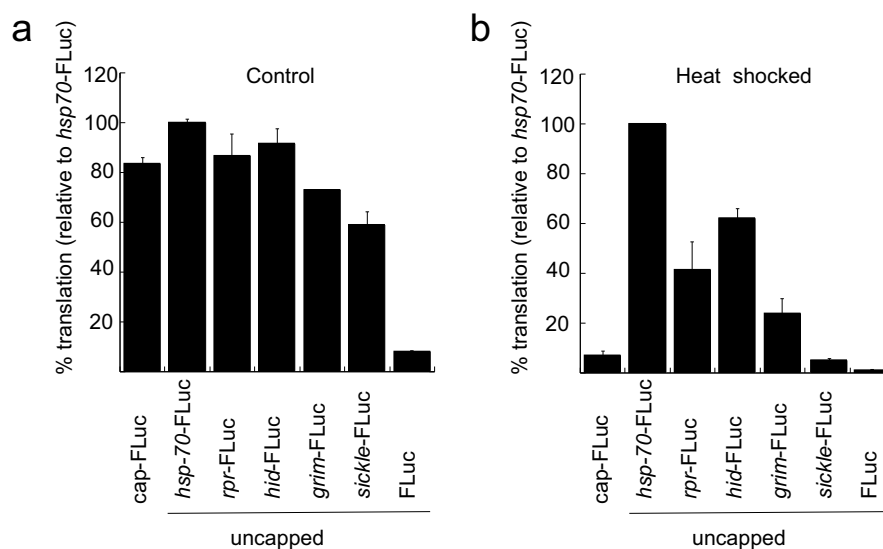 a
Control
% translation (relative to hsp70-FLuc)
120
100
80
60
40
20
cap-FLuc
hsp-70-FLuc
rpr-FLuc
hid-FLuc
grim-FLuc
sickle-FLuc
FLuc
uncapped
b
Heat shocked
% translation (relative to hsp70-FLuc)
120
100
80
60
40
20
cap-FLuc
hsp-70-FLuc
rpr-FLuc
hid-FLuc
grim-FLuc
sickle-FLuc
FLuc
uncapped